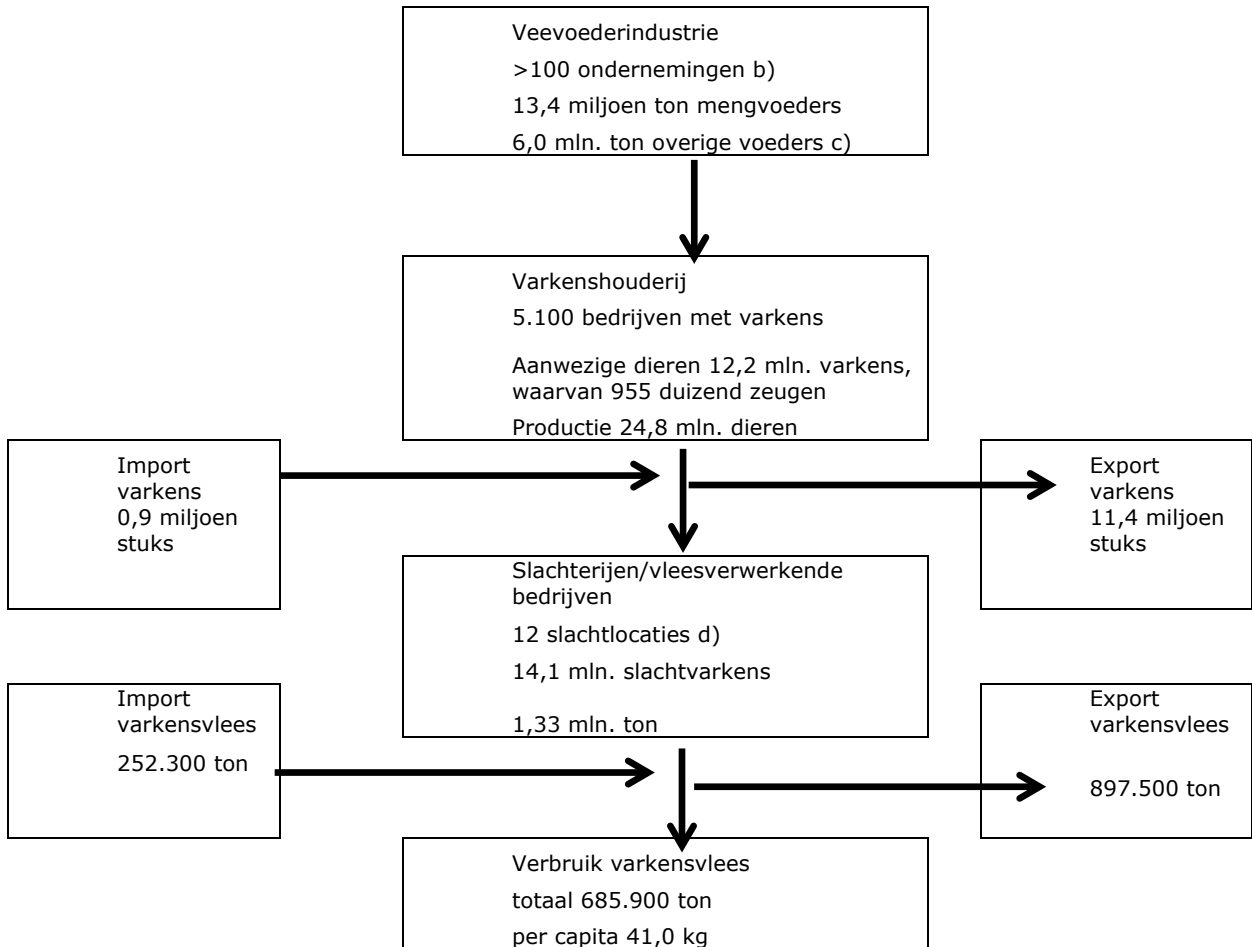 Veevoederindustrie
>100 ondernemingen b)
13,4 miljoen ton mengvoeders
6,0 mln. ton overige voeders c)
Varkenshouderij
5.100 bedrijven met varkens
Aanwezige dieren 12,2 mln. varkens,
waarvan 955 duizend zeugen
Productie 24,8 mln. dieren
Import
varkens
0,9 miljoen
stuks
Export
varkens
11,4 miljoen
stuks
Slachterijen/vleesverwerkende
bedrijven
12 slachtlocaties d)
14,1 mln. slachtvarkens
1,33 mln. ton
Import
varkensvlees
252.300 ton
Export
varkensvlees
897.500 ton
Verbruik varkensvlees
totaal 685.900 ton
per capita 41,0 kg